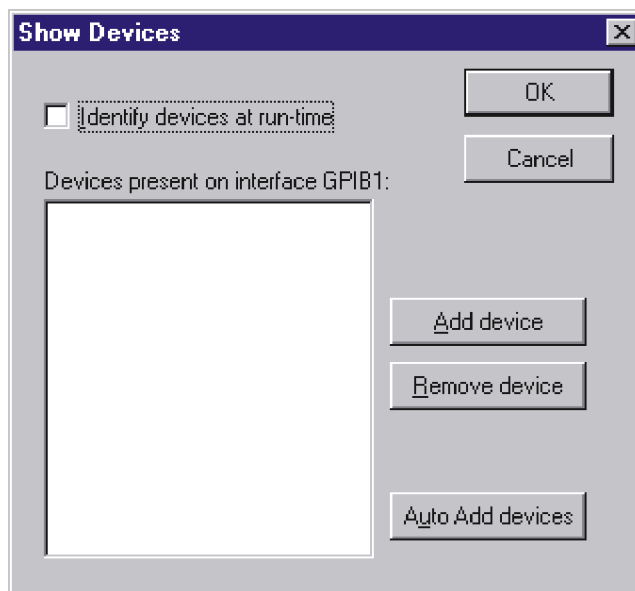 Show Devices
OK
Identify devices at run-time
Cancel
Devices present on interface GPIB1:
Add device
Remove device
Auto Add devices